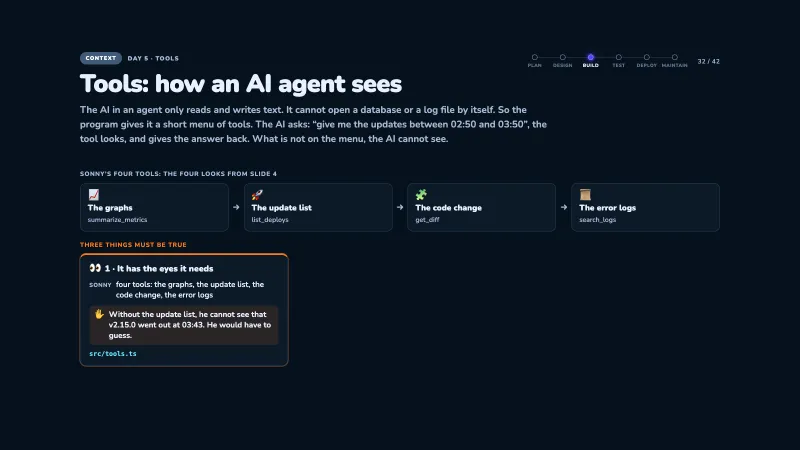 CONTEXT
DAY 5 · TOOLS
PLAN DESIGN BUILD TEST DEPLOY MAINTAIN
32 / 42
Tools: how an AI agent sees
The AI in an agent only reads and writes text. It cannot open a database or a log file by itself. So the
program gives it a short menu of tools. The AI asks: “give me the updates between 02:50 and 03:50”, the
tool looks, and gives the answer back. What is not on the menu, the AI cannot see.
SONNY'S FOUR TOOLS: THE FOUR LOOKS FROM SLIDE 4
The graphs
summarize_metrics
The update list
list_deploys
The code change
get_diff
The error logs
search_logs
THREE THINGS MUST BE TRUE
1 · It has the eyes it needs
SONNY four tools: the graphs, the update list, the
code change, the error logs
Without the update list, he cannot see that
v2.15.0 went out at 03:43. He would have to
guess.
src/tools.ts